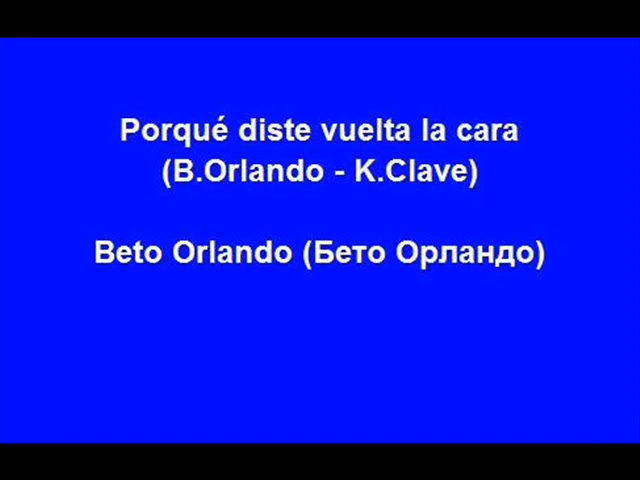 Porqué diste vuelta la cara
(B.Orlando - K.Clave)
Beto Orlando (Бето Орландо)